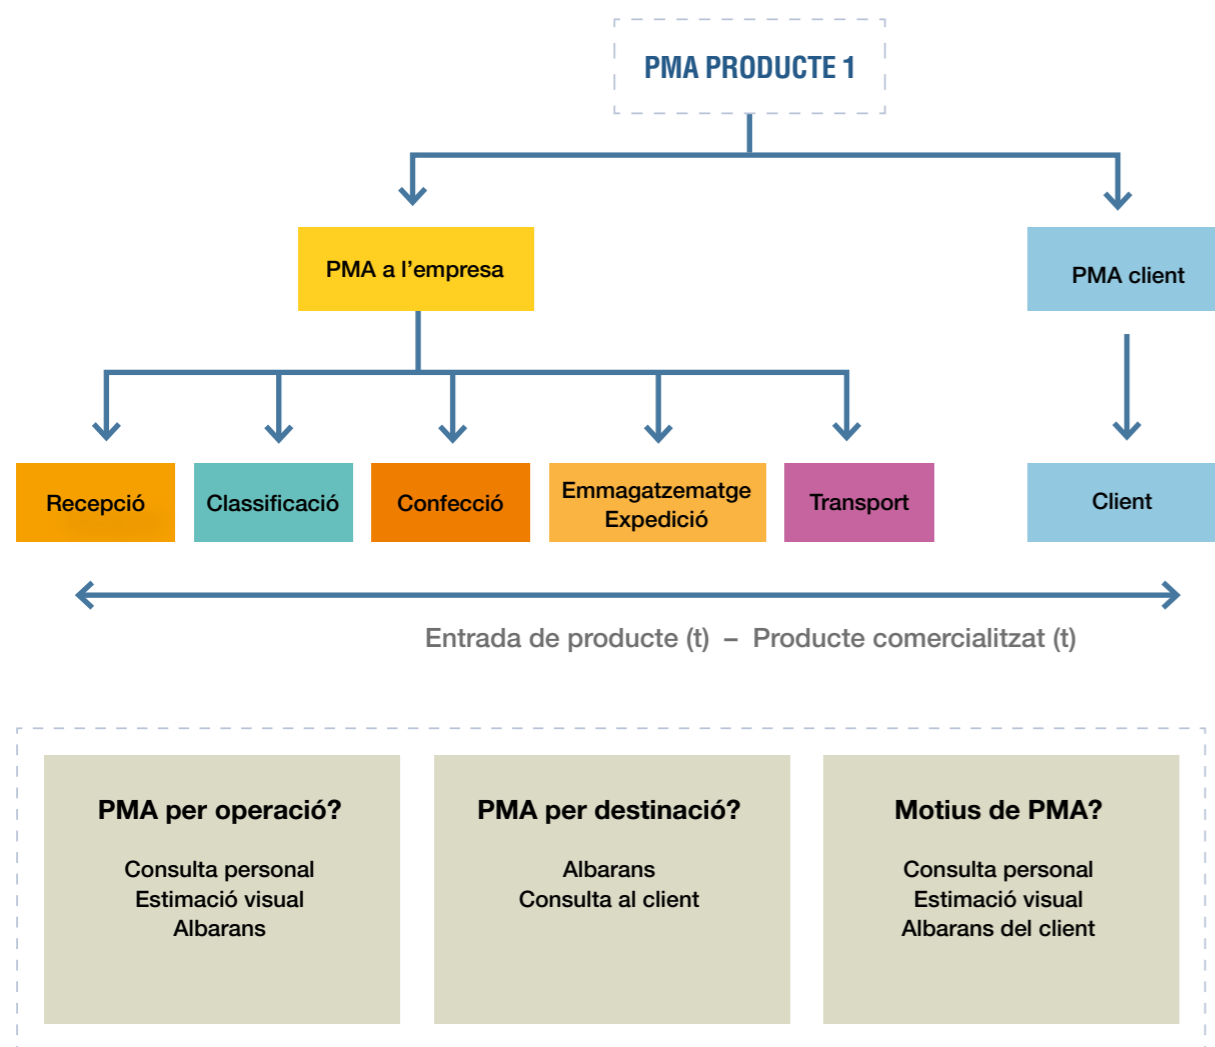 PMA PRODUCTE 1
PMA a l’empresa
PMA client
Recepció
Classificació
Confecció
Emmagatzematge
Expedició
Transport
Client
Entrada de producte (t) – Producte comercialitzat (t)
PMA per operació?
Consulta personal
Estimació visual
Albarans
PMA per destinació?
Albarans
Consulta al client
Motius de PMA?
Consulta personal
Estimació visual
Albarans del client